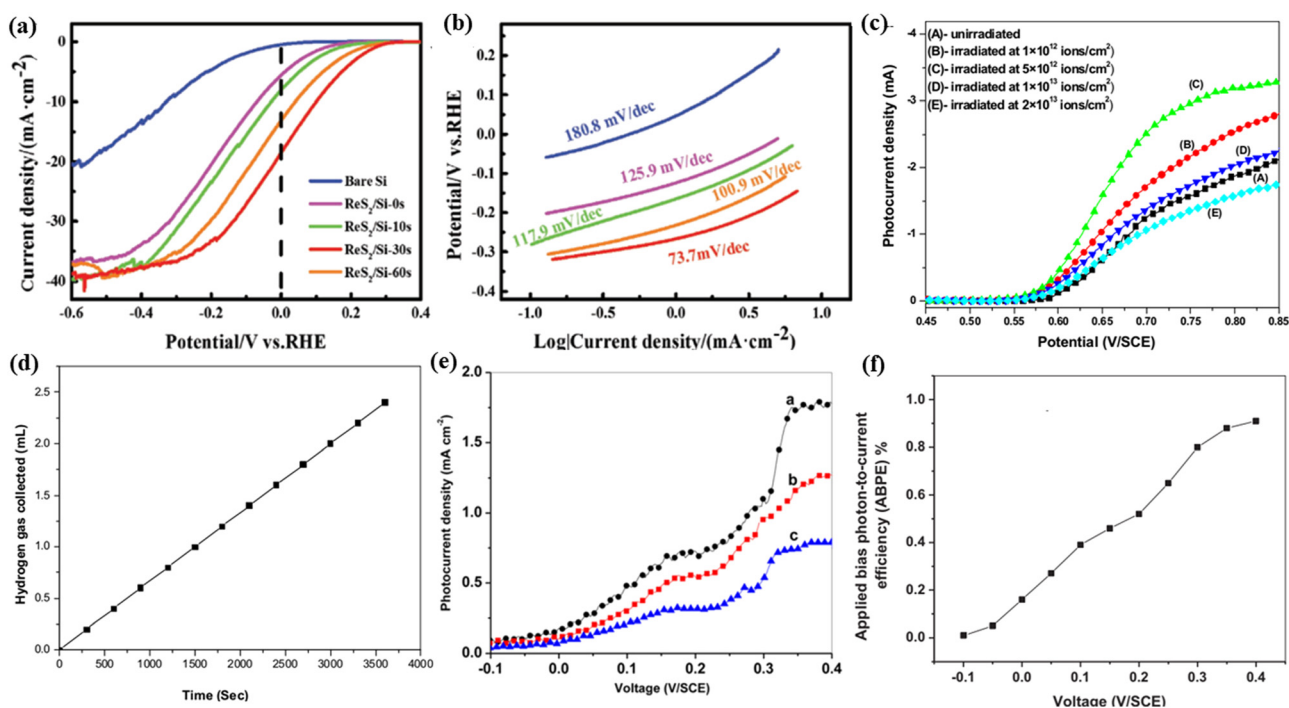 (a)
Current density/(mA·cm⁻²)
0
-10
-20
-30
-40
Bare Si
ReS₂/Si-0s
ReS₂/Si-10s
ReS₂/Si-30s
ReS₂/Si-60s
-0.6 -0.4 -0.2 0.0 0.2 0.4
Potential/V vs.RHE
(b)
Potential/V vs.RHE
0.2
0.1
0.0
-0.1
-0.2
-0.3
-0.4
180.8 mV/dec
125.9 mV/dec
100.9 mV/dec
117.9 mV/dec
73.7mV/dec
-1.0 -0.5 0.0 0.5 1.0
Log|Current density/(mA·cm⁻²)
(c)
Photocurrent density (mA)
-4
-3
-2
-1
0
(A)- unirradiated
(B)- irradiated at 1×10¹² ions/cm²)
(C)- irradiated at 5×10¹² ions/cm²)
(D)- irradiated at 1×10¹³ ions/cm²)
(E)- irradiated at 2×10¹³ ions/cm²)
(C)
(B)
(D)
(A)
(E)
0.45 0.50 0.55 0.60 0.65 0.70 0.75 0.80 0.85
Potential (V/SCE)
(d)
Hydrogen gas collected (mL)
2.5
2.0
1.5
1.0
0.5
0.0
0 500 1000 1500 2000 2500 3000 3500 4000
Time (Sec)
(e)
Photocurrent density (mA cm⁻²)
2.0
1.5
1.0
0.5
0.0
a
b
c
-0.1 0.0 0.1 0.2 0.3 0.4
Voltage (V/SCE)
(f)
Applied bias photon-to-current
efficiency (ABPE) %
1.0
0.8
0.6
0.4
0.2
0.0
-0.1 0.0 0.1 0.2 0.3 0.4
Voltage (V/SCE)